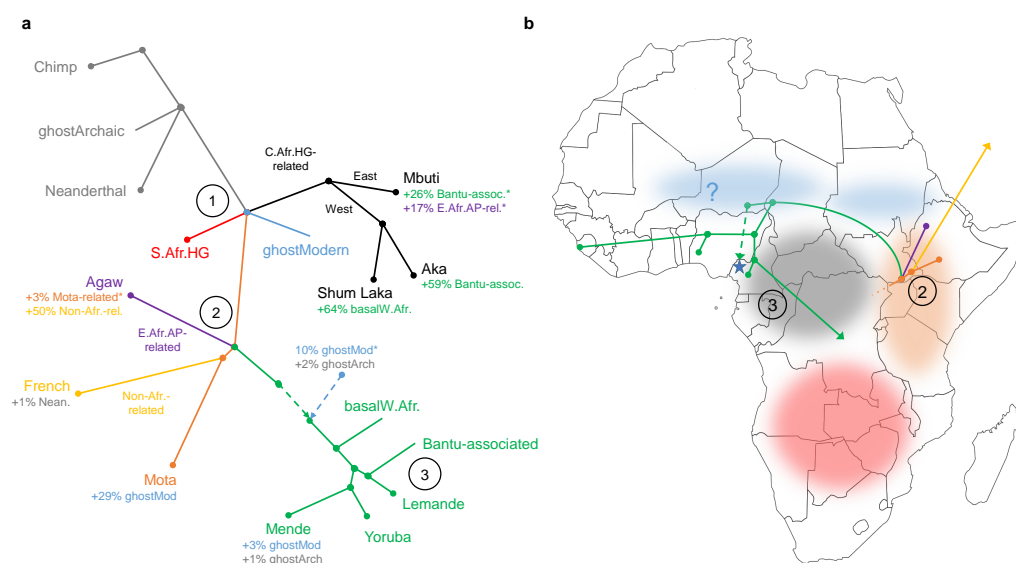 a
b
Chimp
ghostArchaic
Neanderthal
C.Afr.HG-
related
East
Mbuti
+26% Bantu-assoc.*
+17% E.Afr.AP-rel.*
West
1
S.Afr.HG
ghostModern
Aka
+59% Bantu-assoc.
Shum Laka
+64% basalW.Afr.
Agaw
+3% Mota-related*
+50% Non-Afr.-rel.
2
E.Afr.AP-
related
10% ghostMod*
+2% ghostArch
French
+1% Nean.
Non-Afr.-
related
basalW.Afr.
Bantu-associated
3
Lemande
Mota
+29% ghostMod
Mende
+3% ghostMod
+1% ghostArch
Yoruba
?
2
3